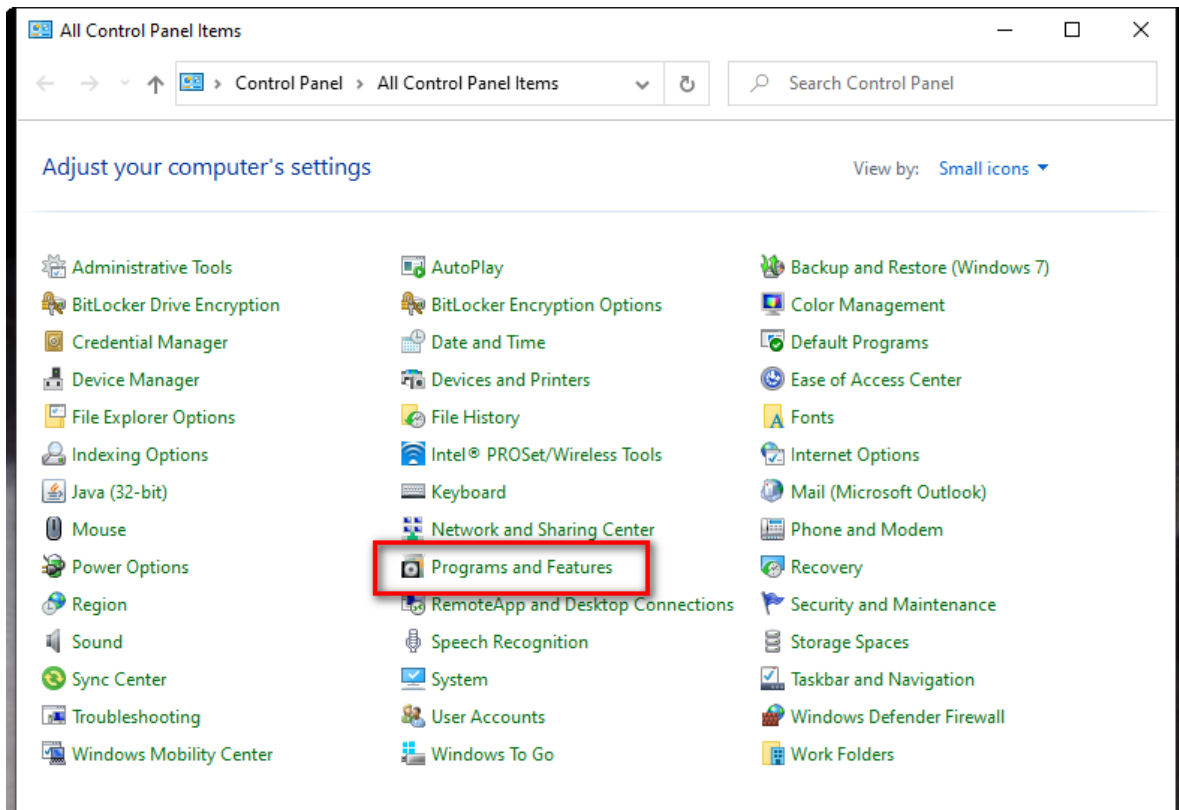 All Control Panel Items
Control Panel > All Control Panel Items Search Control Panel
Adjust your computer's settings View by: Small icons
Administrative Tools AutoPlay Backup and Restore (Windows 7)
BitLocker Drive Encryption BitLocker Encryption Options Color Management
Credential Manager Date and Time Default Programs
Device Manager Devices and Printers Ease of Access Center
File Explorer Options File History Fonts
Indexing Options Intel® PROSet/Wireless Tools Internet Options
Java (32-bit) Keyboard Mail (Microsoft Outlook)
Mouse Network and Sharing Center Phone and Modem
Power Options Programs and Features Recovery
Region RemoteApp and Desktop Connections Security and Maintenance
Sound Speech Recognition Storage Spaces
Sync Center System Taskbar and Navigation
Troubleshooting User Accounts Windows Defender Firewall
Windows Mobility Center Windows To Go Work Folders